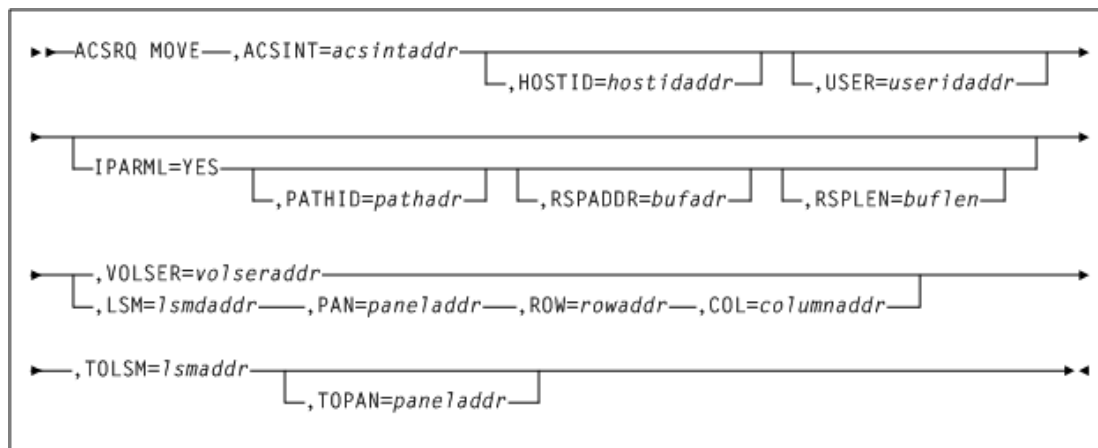 ACSRQ MOVE ,ACSINT=acsintaddr
,HOSTID=hostidaddr ,USER=useridaddr
IPARML=YES
,PATHID=pathadr ,RSPADDR=bufadr ,RSPLEN=buflen
,VOLSER=volseraddr
,LSM=lsmdaddr ,PAN=paneladdr ,ROW=rowaddr ,COL=columnaddr
,TOLSM=lsmaddr
,TOPAN=paneladdr